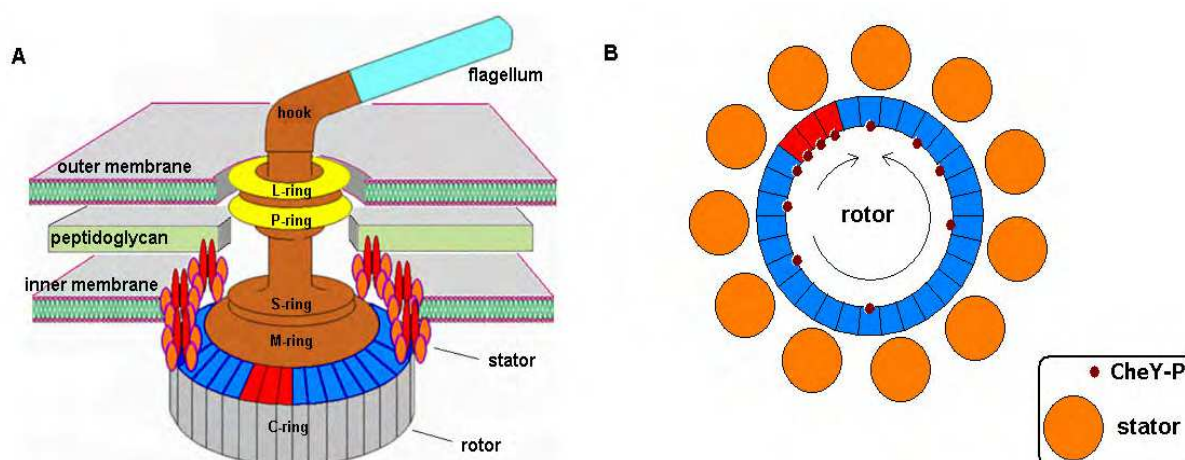 A
flagellum
hook
outer membrane
L-ring
P-ring
peptidoglycan
inner membrane
S-ring
M-ring
stator
C-ring
rotor
B
rotor
CheY-P
stator